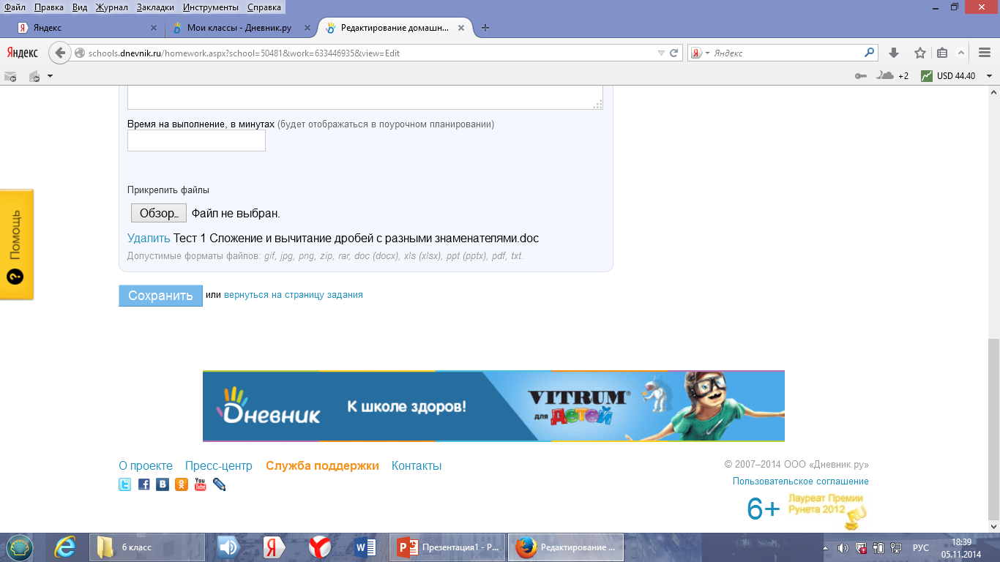 Файл Правка Вид Журнал Закладки Инструменты Справка
Яндекс
Мои классы - Дневник.ру
Редактирование домашн...
Яндекс
schools.dnevnik.ru/homework.aspx?school=50481&work=633446935&view=Edit
Я Яндекс
+2 USD 44.40
Время на выполнение, в минутах (будет отображаться в поурочном планировании)
Прикрепить файлы
Обзор… Файл не выбран.
Удалить Тест 1 Сложение и вычитание дробей с разными знаменателями.doc
Допустимые форматы файлов: gif, jpg, png, zip, rar, doc (docx), xls (xlsx), ppt (pptx), pdf, txt.
Помощь
Сохранить или вернуться на страницу задания
Дневник
К школе здоров!
VITRUM®
для детей
О проекте Пресс-центр Служба поддержки Контакты
© 2007–2014 ООО «Дневник.ру»
Пользовательское соглашение
6+
Лауреат Премии
Рунета 2012
You Tube
6 класс
Презентация1 - P...
Редактирование ...
РУС
18:39
05.11.2014